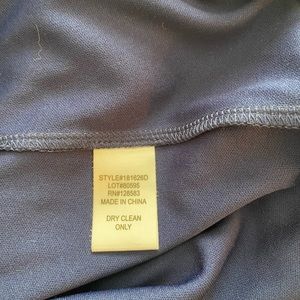 STYLE#181626D
LOT#80595
RN#128583
MADE IN CHINA
DRY CLEAN
ONLY